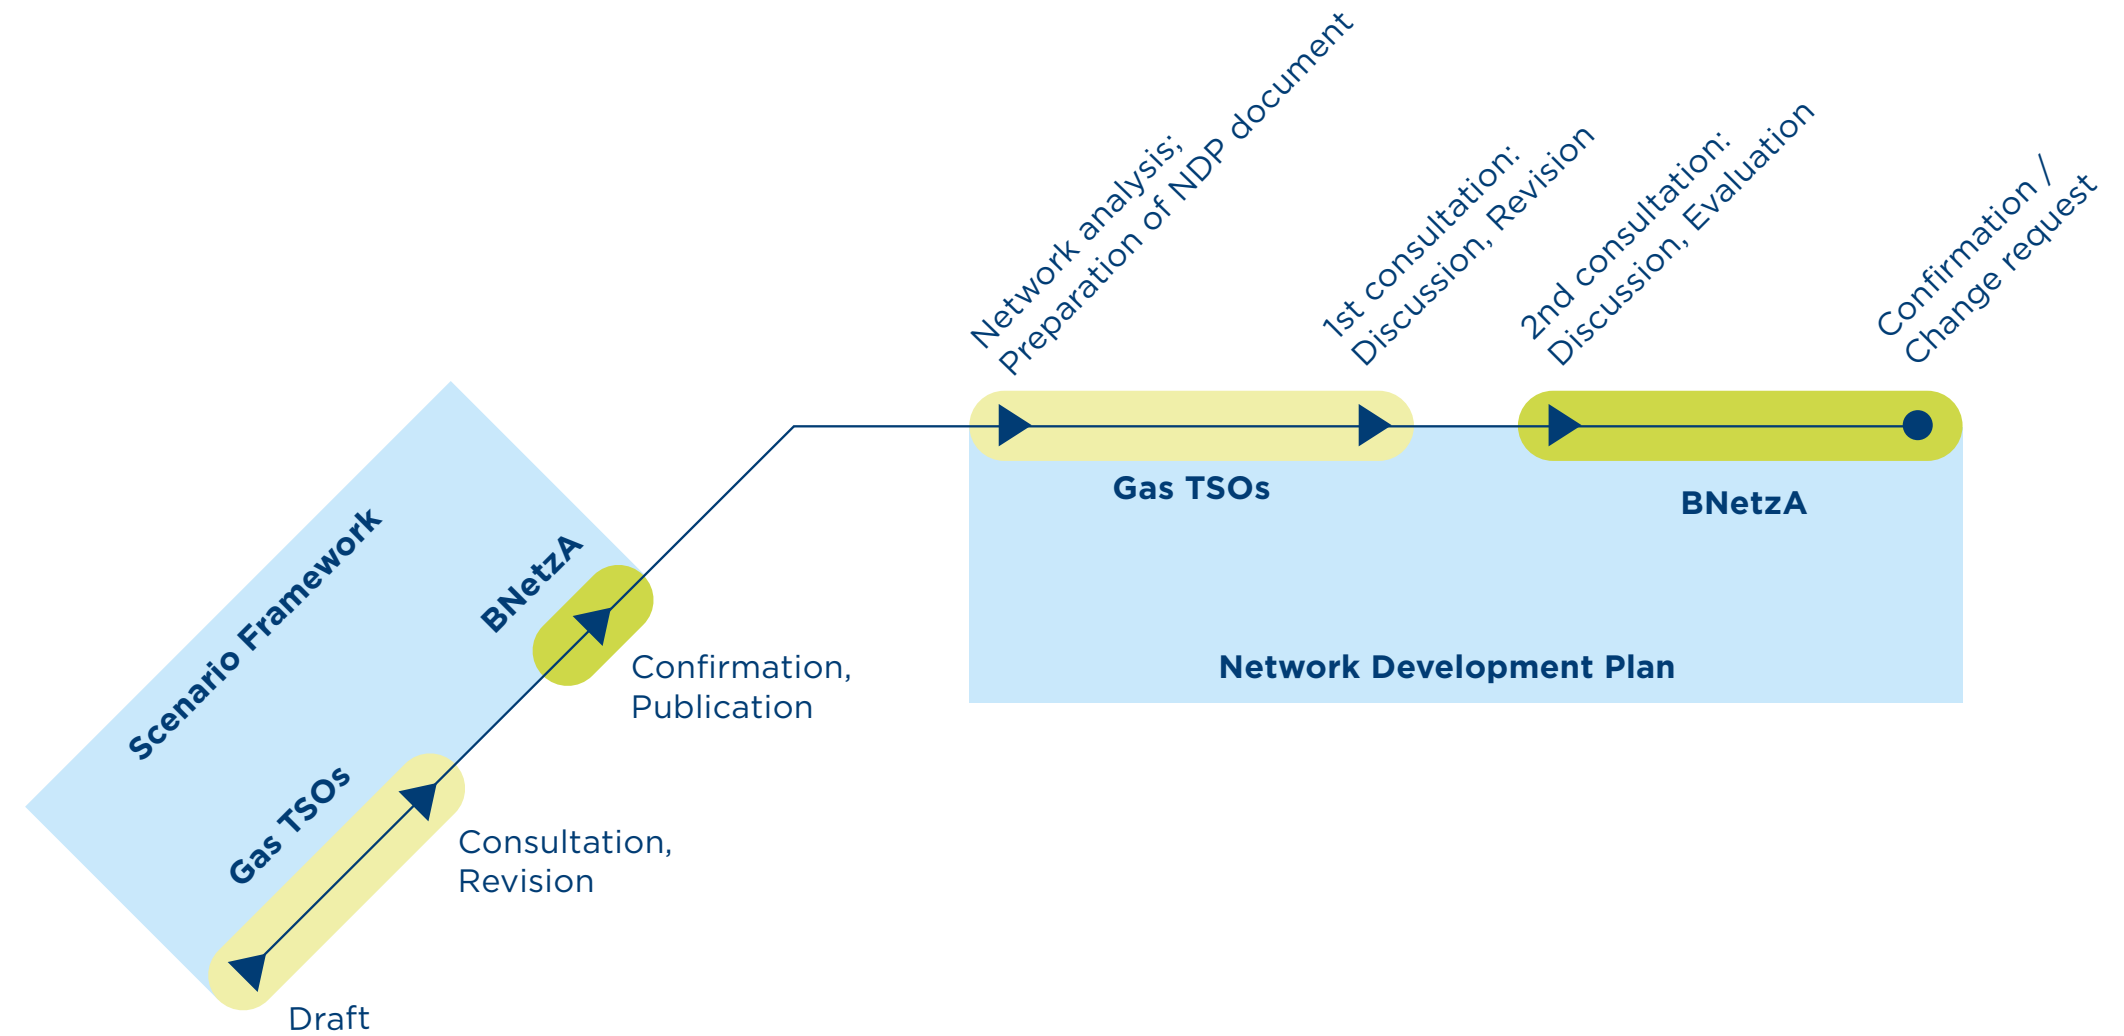 Network analysis;
Preparation of NDP document
1st consultation:
Discussion, Revision
2nd consultation:
Discussion, Evaluation
Confirmation /
Change request
Gas TSOs
BNetzA
Network Development Plan
Scenario Framework
BNetzA
Confirmation,
Publication
Gas TSOs
Consultation,
Revision
Draft